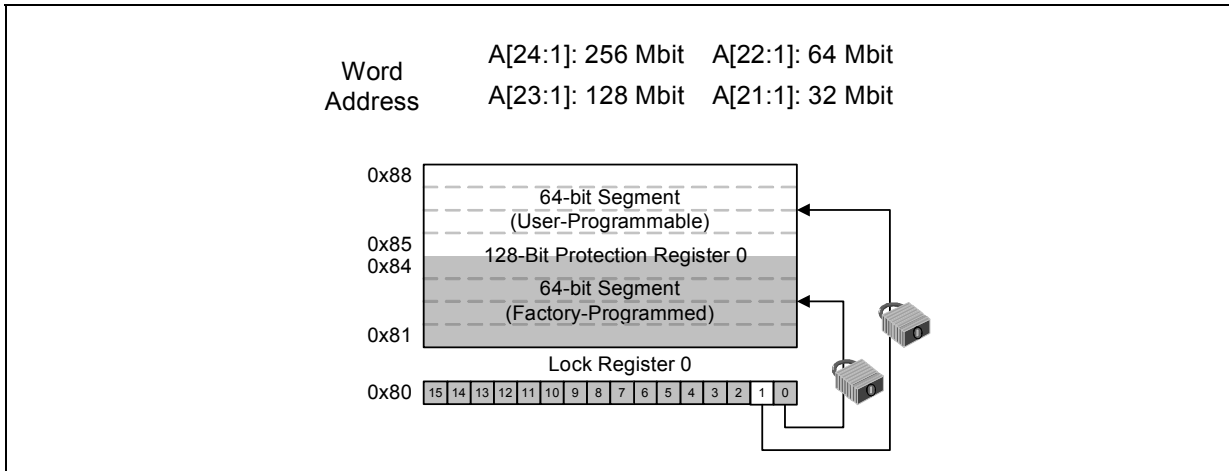 Word
Address
A[24:1]: 256 Mbit A[22:1]: 64 Mbit
A[23:1]: 128 Mbit A[21:1]: 32 Mbit
0x88
64-bit Segment
(User-Programmable)
0x85
128-Bit Protection Register 0
0x84
64-bit Segment
(Factory-Programmed)
0x81
Lock Register 0
0x80 15 14 13 12 11 10 9 8 7 6 5 4 3 2 1 0